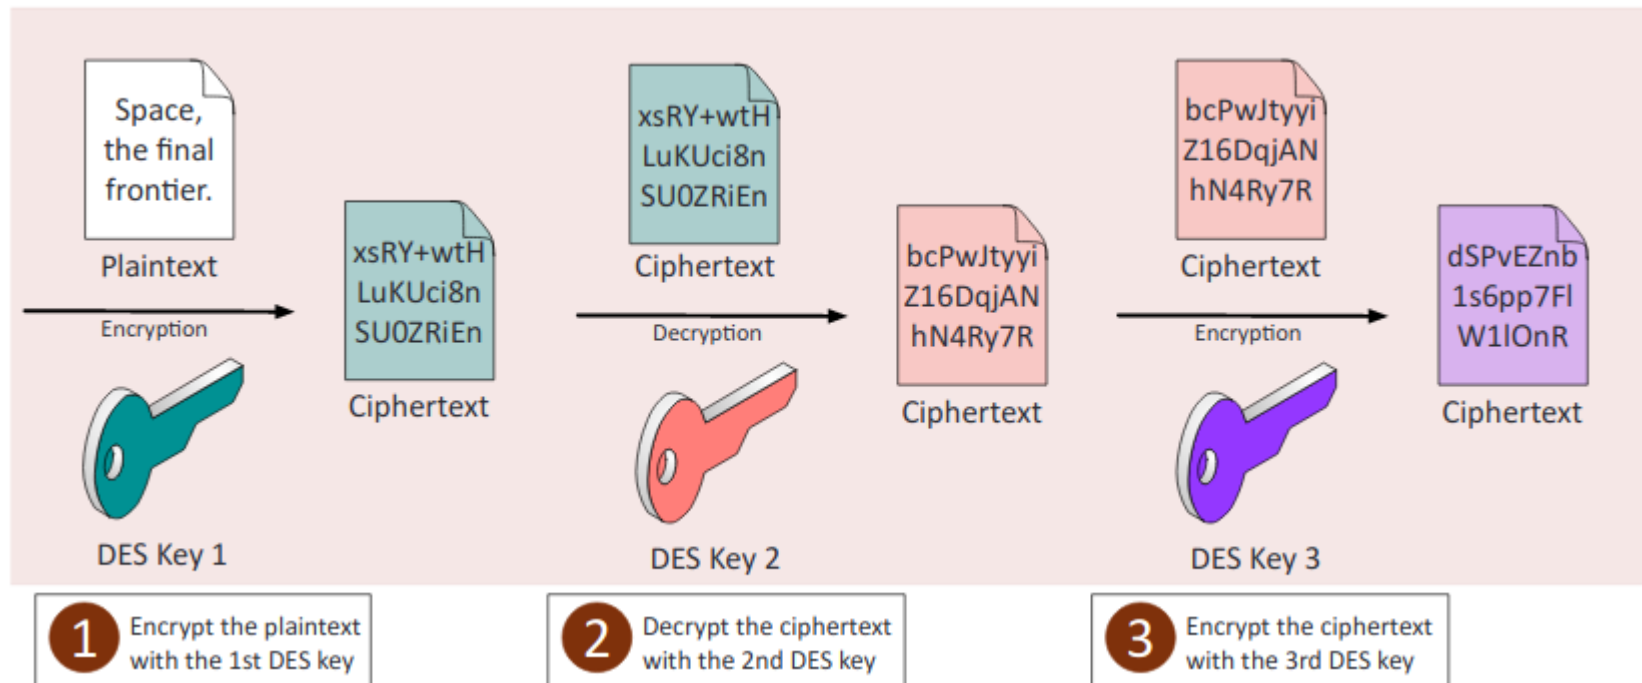 Space,
the final
frontier.
Plaintext
Encryption
DES Key 1
xsRY+wtH
LuKUci8n
SU0ZRiEn
Ciphertext
xsRY+wtH
LuKUci8n
SU0ZRiEn
Ciphertext
Decryption
DES Key 2
bcPwJtyyi
Z16DqjAN
hN4Ry7R
Ciphertext
bcPwJtyyi
Z16DqjAN
hN4Ry7R
Ciphertext
Encryption
DES Key 3
dSPvEZnb
1s6pp7Fl
W1lOnR
Ciphertext
1
Encrypt the plaintext
with the 1st DES key
2
Decrypt the ciphertext
with the 2nd DES key
3
Encrypt the ciphertext
with the 3rd DES key